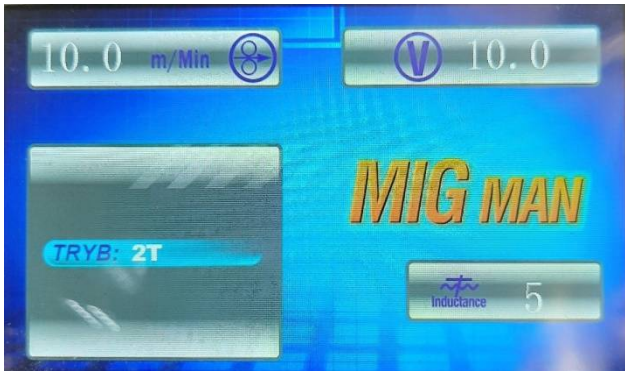 10.0 m/Min
V 10.0
MIG MAN
TRYB: 2T
Inductance 5